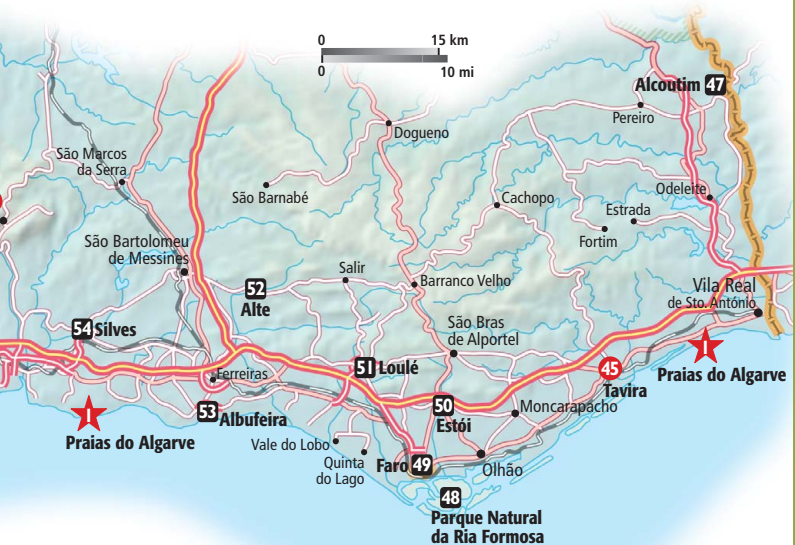 0 15 km
0 10 mi
Alcoutim 47
Pereiro
Dogueno
São Marcos
da Serra
São Barnabé
Cachopo
Odeleite
Estrada
Fortim
São Bartolomeu
de Messines
Salir
Barranco Velho
52
Alte
Vila Real
de Sto. António
54 Silves
São Bras
de Alportel
51 Loulé
45
Tavira
!
Praias do Algarve
Ferreiras
!
Praias do Algarve
53 Albufeira
50
Estói
Moncarapacho
Vale do Lobo
Quinta
do Lago
Faro 49
Olhão
48
Parque Natural
da Ria Formosa